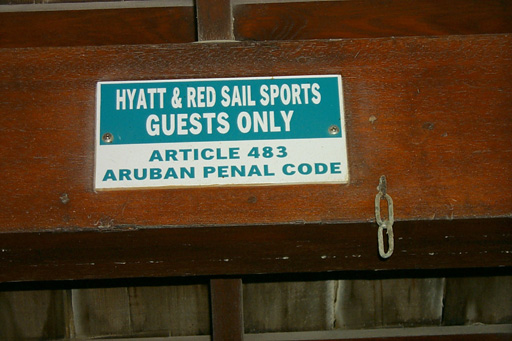 HYATT & RED SAIL SPORTS
GUESTS ONLY
ARTICLE 483
ARUBAN PENAL CODE